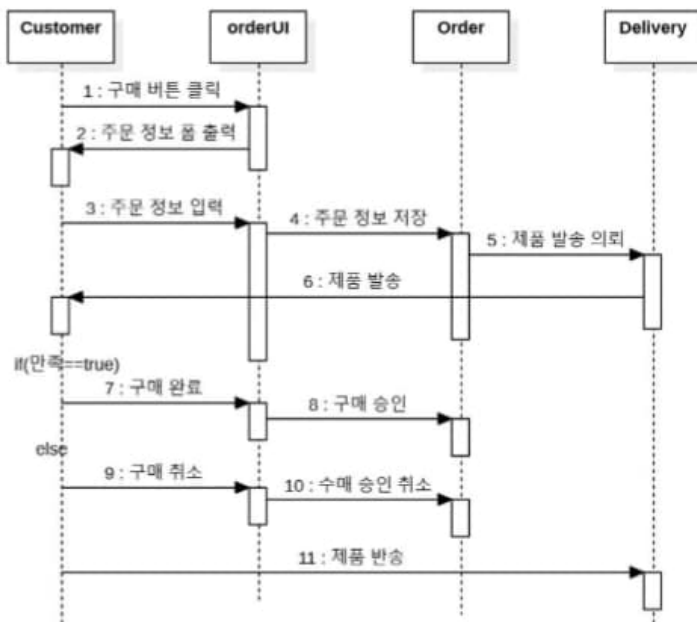 Customer
orderUI
Order
Delivery
1 : 구매 버튼 클릭
2 : 주문 정보 폼 출력
3 : 주문 정보 입력
4 : 주문 정보 저장
5 : 제품 발송 의뢰
6 : 제품 발송
if(만족==true)
7 : 구매 완료
8 : 구매 승인
else
9 : 구매 취소
10 : 수매 승인 취소
11 : 제품 반송